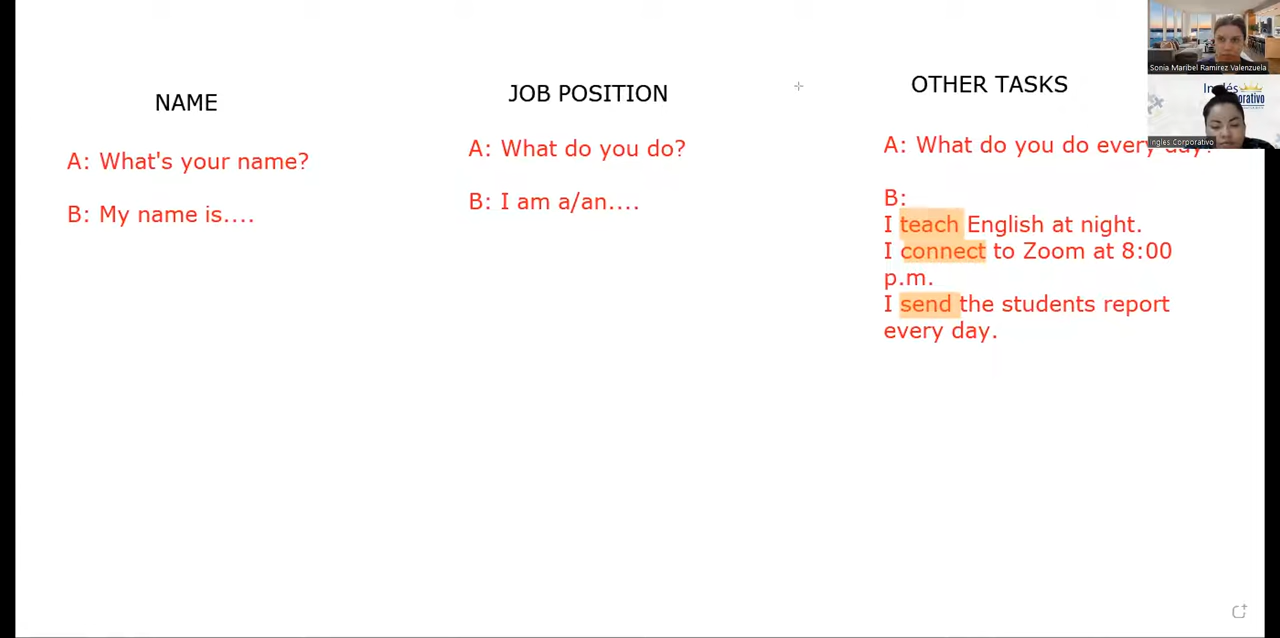 NAME
A: What's your name?
B: My name is....
JOB POSITION
A: What do you do?
B: I am a/an....
OTHER TASKS
A: What do you do every day?
B:
I teach English at night.
I connect to Zoom at 8:00
p.m.
I send the students report
every day.
Sonia Maribel Ramirez Valenzuela
Ingles Corporativo